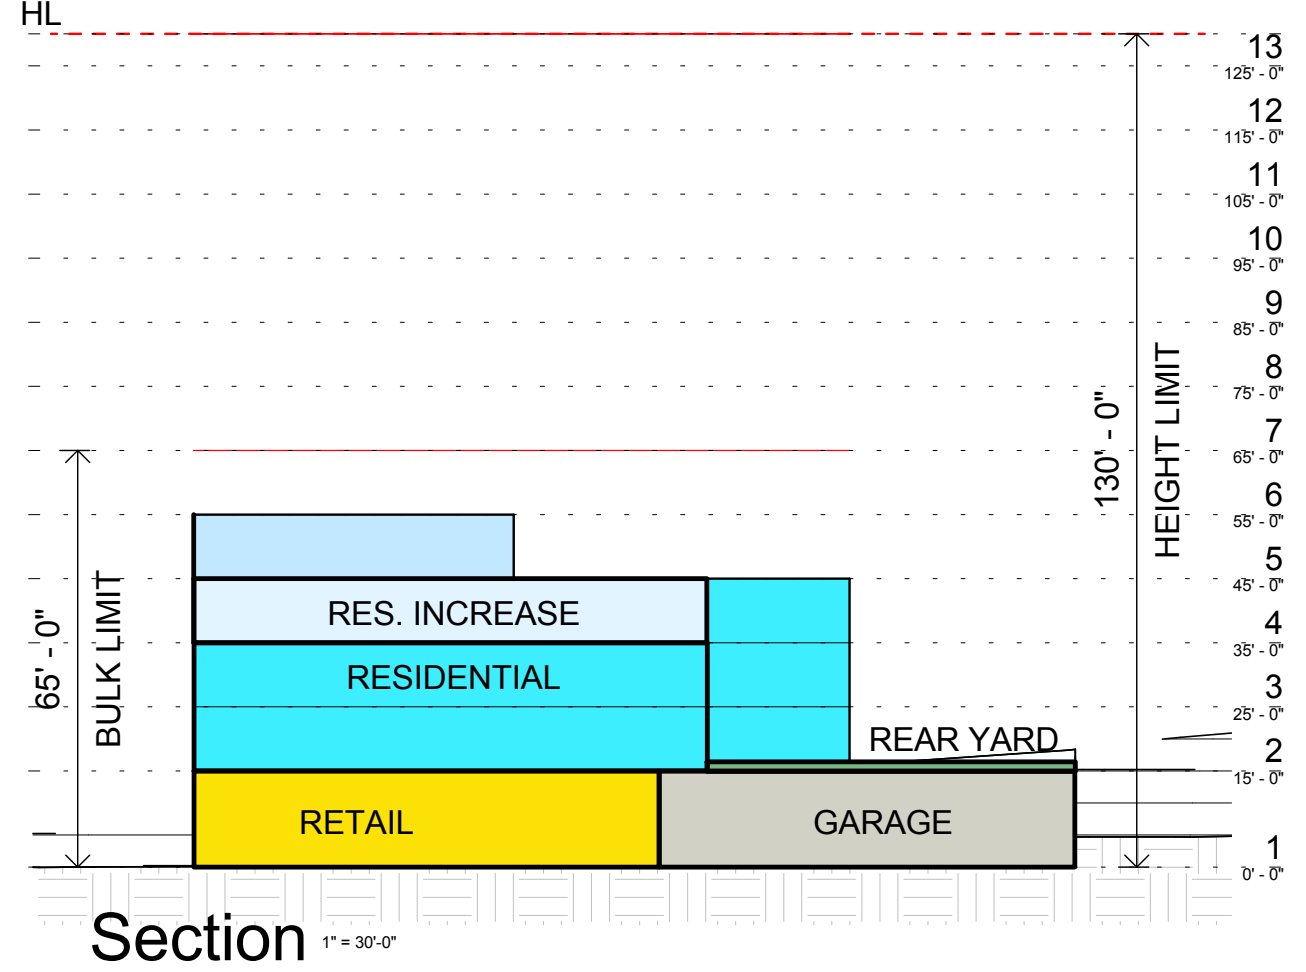 HL
13
125' - 0"
12
115' - 0"
11
105' - 0"
10
95' - 0"
9
85' - 0"
8
75' - 0"
7
65' - 0"
6
55' - 0"
5
45' - 0"
4
35' - 0"
3
25' - 0"
2
15' - 0"
1
0' - 0"
130' - 0"
HEIGHT LIMIT
65' - 0"
BULK LIMIT
RES. INCREASE
RESIDENTIAL
REAR YARD
RETAIL
GARAGE
Section 1" = 30'-0"